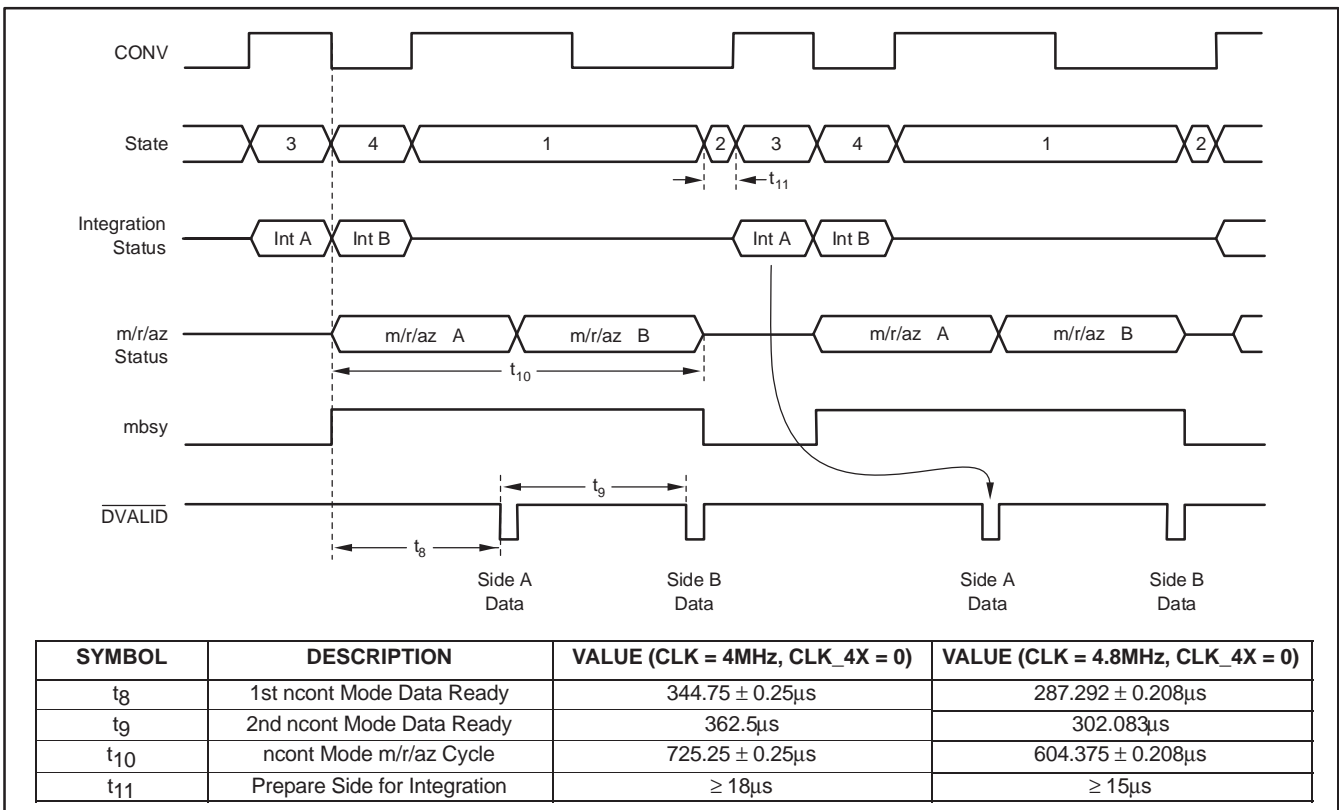 CONV
State
3 4 1 2 3 4 1 2
t11
Integration
Status
Int A Int B Int A Int B
m/r/az
Status
m/r/az A m/r/az B m/r/az A m/r/az B
t10
mbsy
t9
DVALID
t8
Side A
Data
Side B
Data
Side A
Data
Side B
Data
SYMBOL DESCRIPTION VALUE (CLK = 4MHz, CLK_4X = 0) VALUE (CLK = 4.8MHz, CLK_4X = 0)
t8 1st ncont Mode Data Ready 344.75 ± 0.25μs 287.292 ± 0.208μs
t9 2nd ncont Mode Data Ready 362.5μs 302.083μs
t10 ncont Mode m/r/az Cycle 725.25 ± 0.25μs 604.375 ± 0.208μs
t11 Prepare Side for Integration ≥ 18μs ≥ 15μs